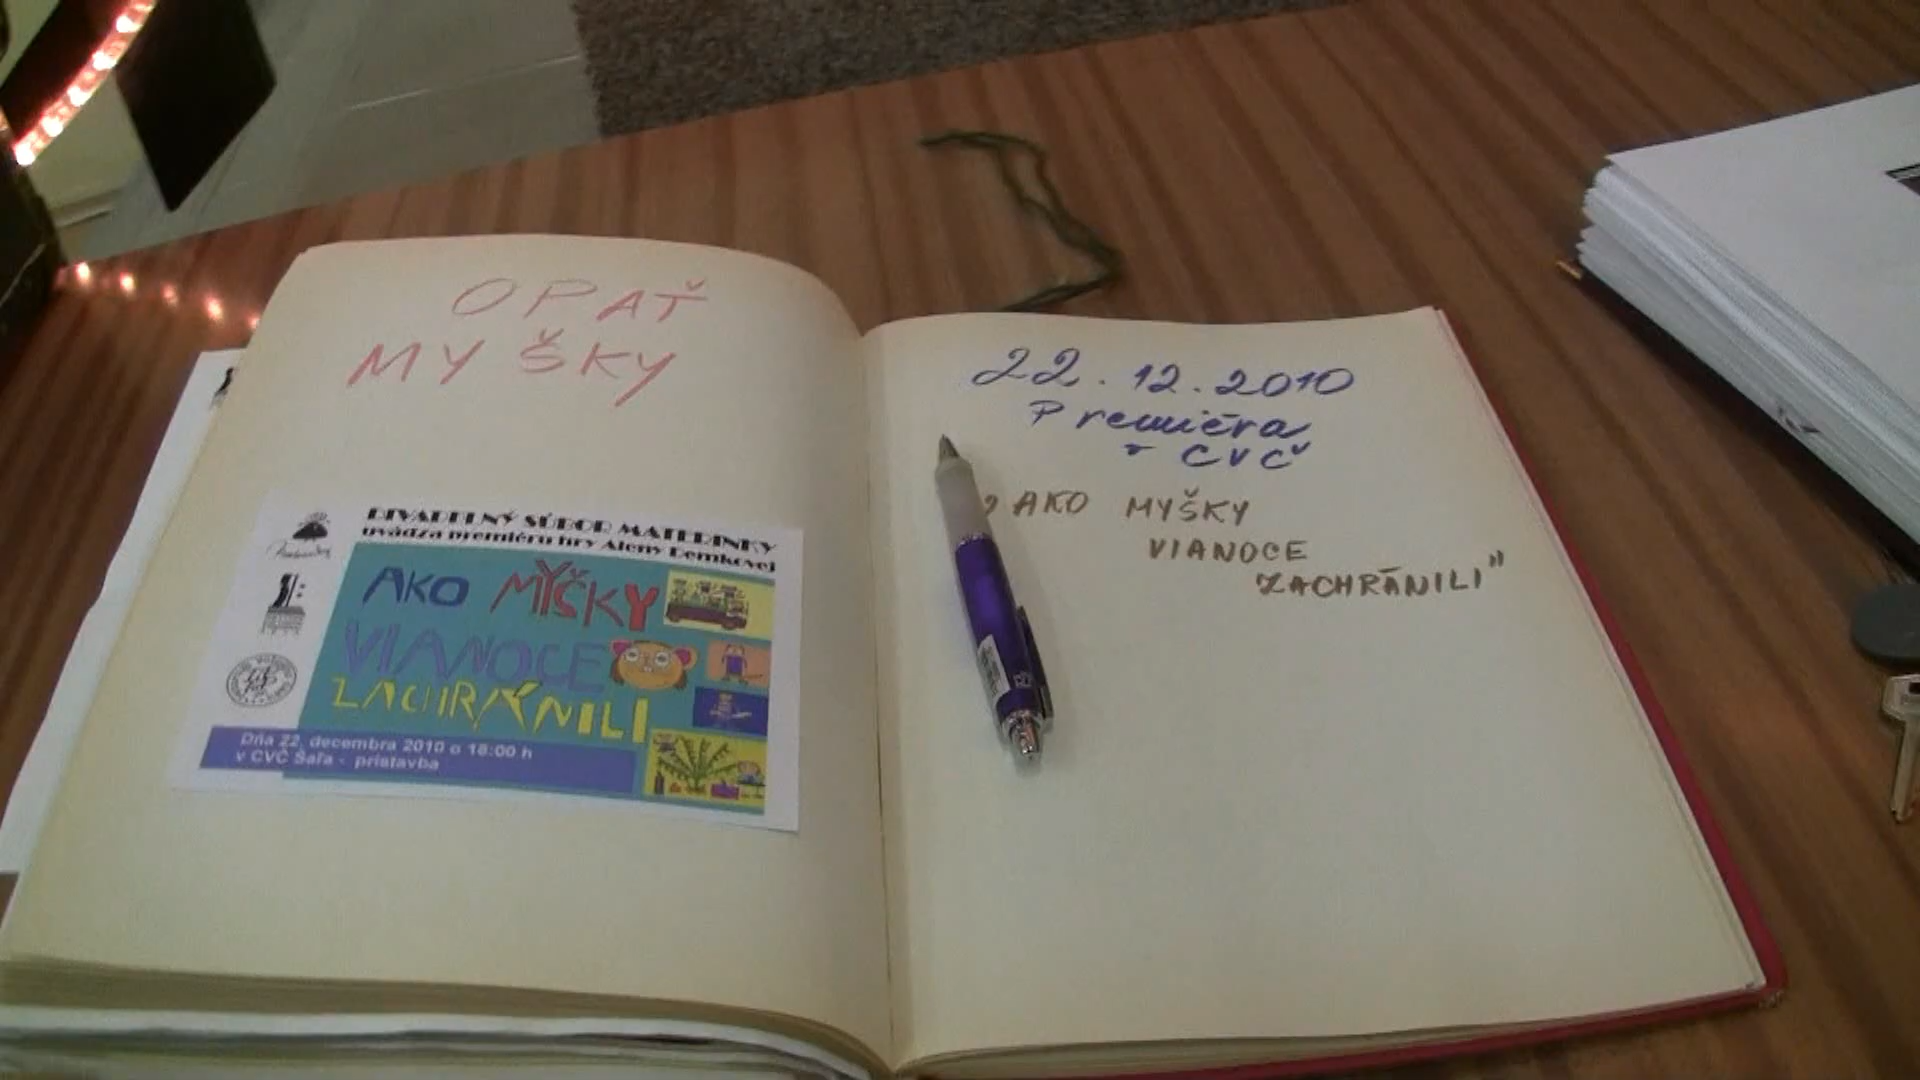 OPAŤ
MYŠKY
DIVADELNÝ SÚBOR MATERINKY
uvádza premiéru hry Aleny Demkovej
AKO MYŠKY
VIANOCE
ZACHRÁNILI
Dňa 22. decembra 2010 o 18:00 h
v CVČ Šaľa - prístavba
22.12.2010
Premiéra
v CVČ
„AKO MYŠKY
VIANOCE
ZACHRÁNILI"